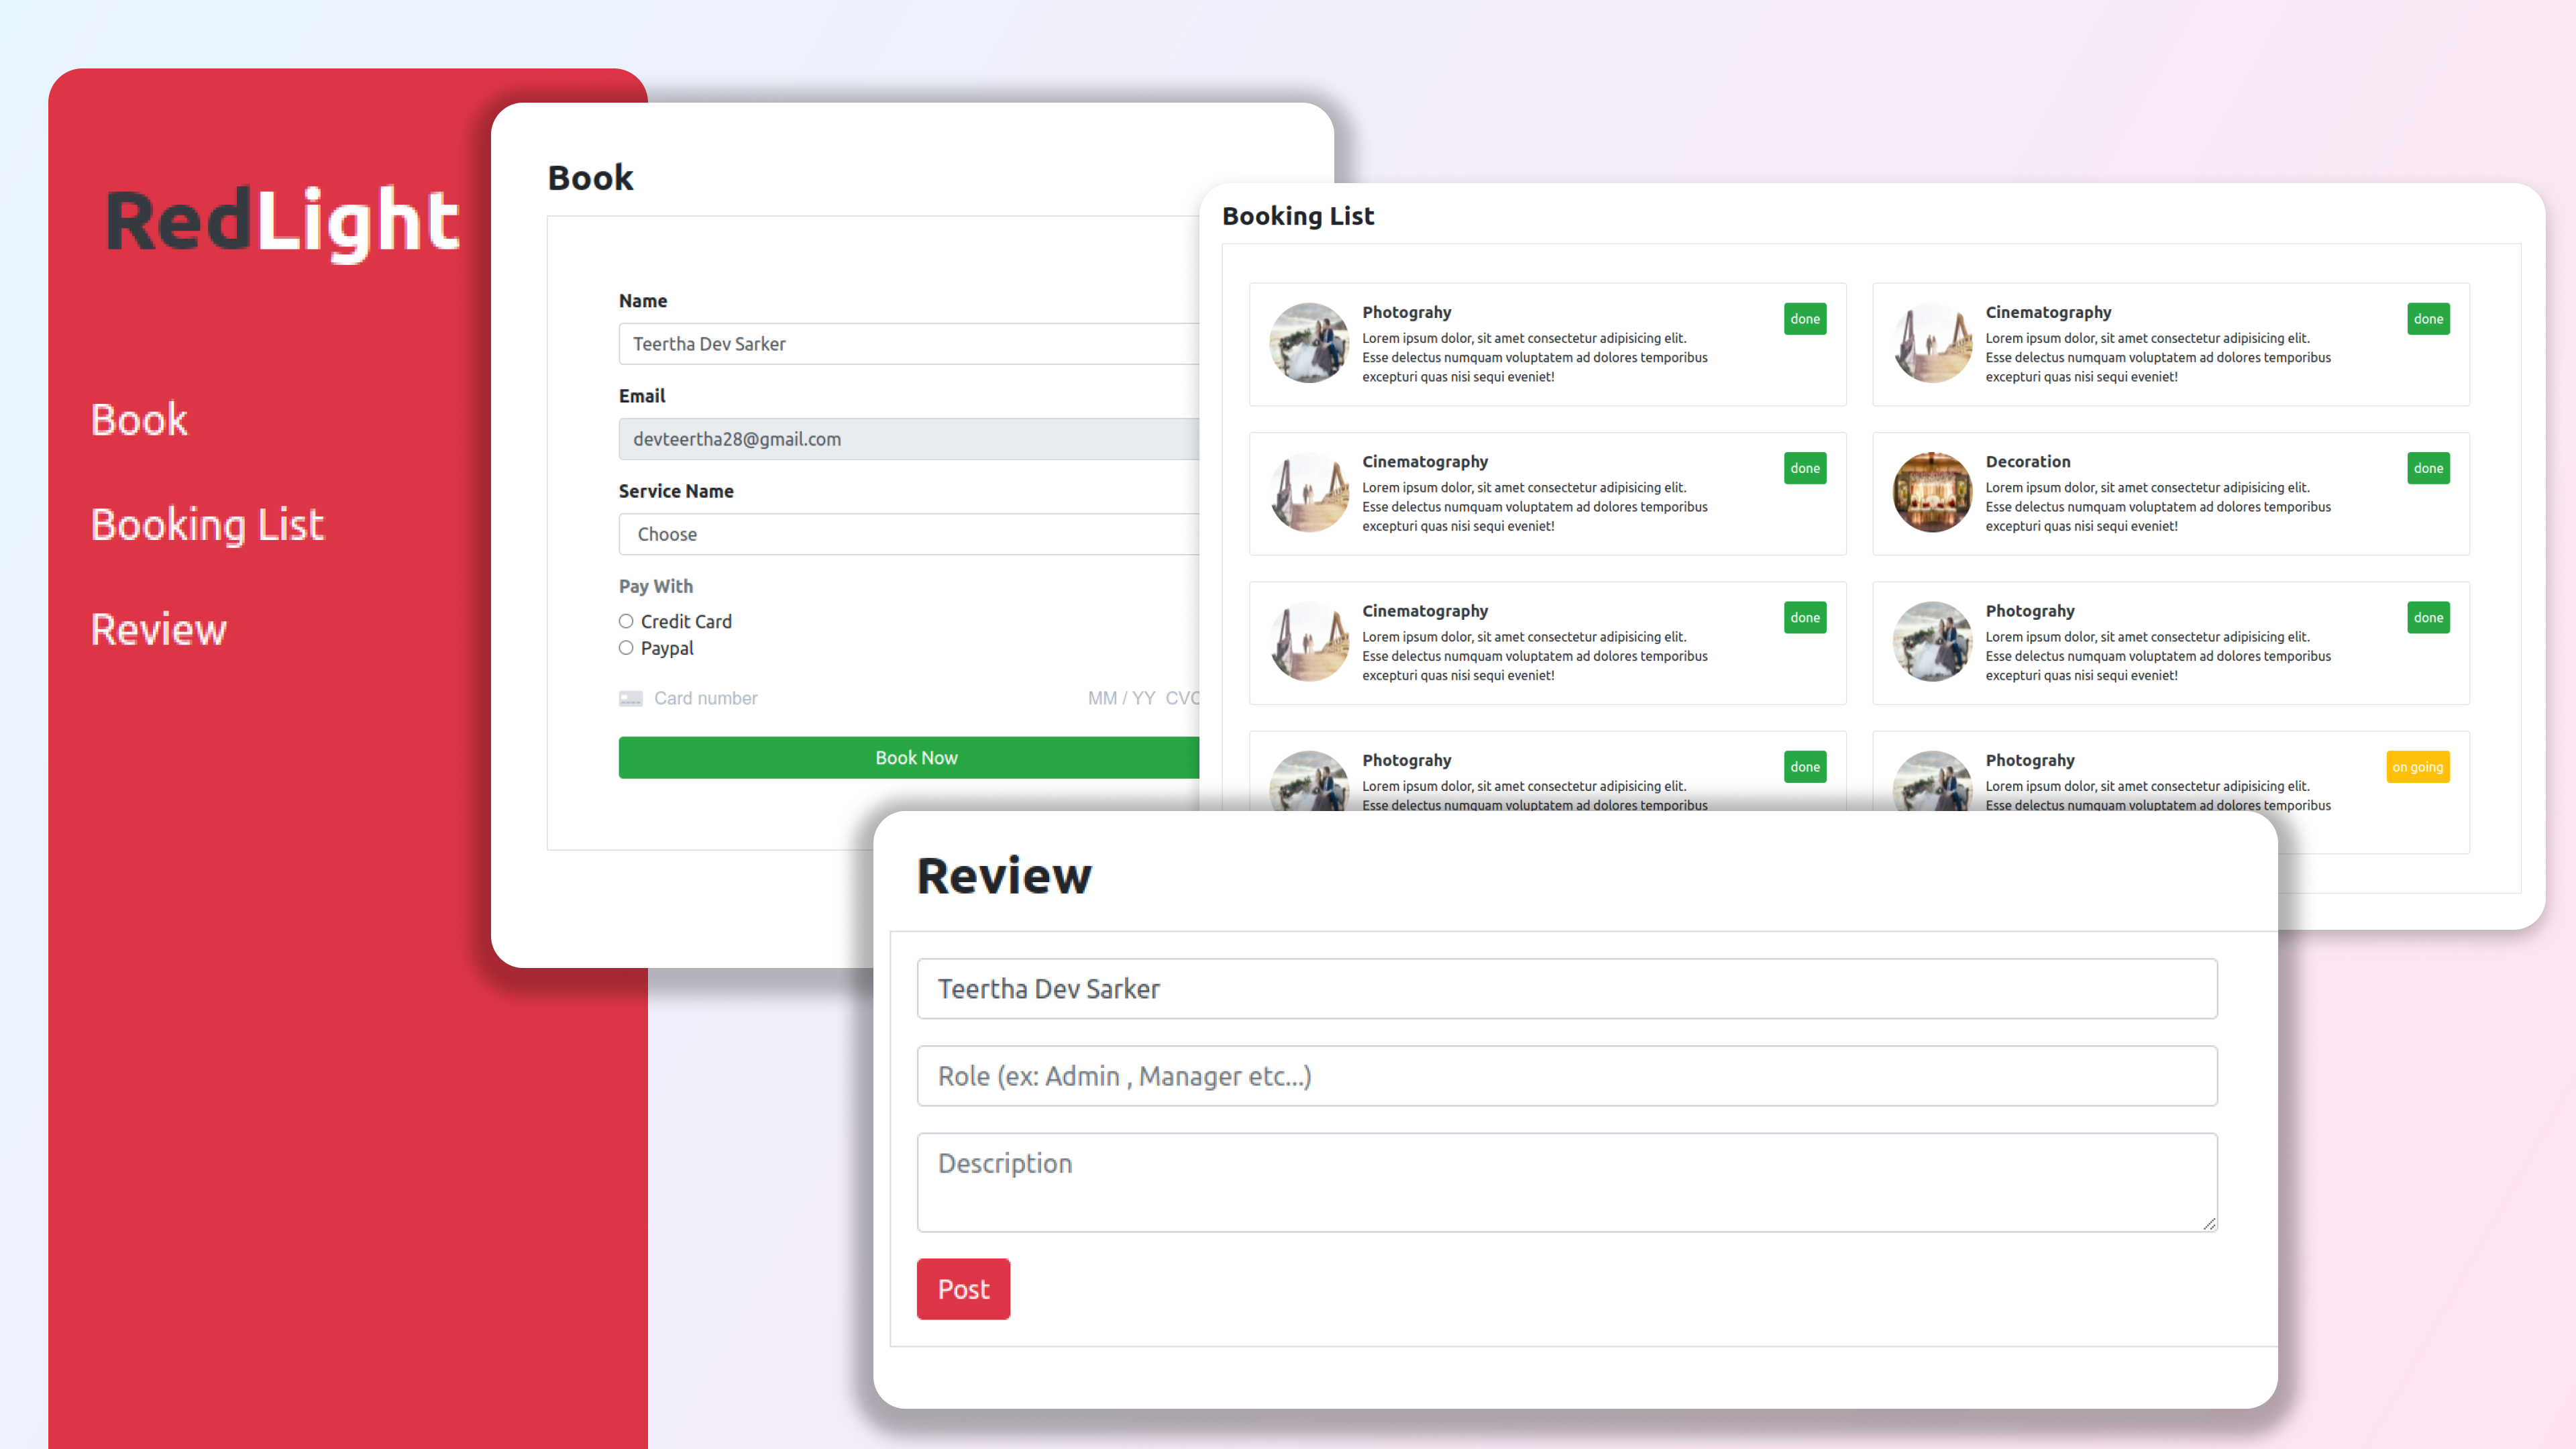 RedLight
Book
Booking List
Review
Book
Name
Teertha Dev Sarker
Email
devteertha28@gmail.com
Service Name
Choose
Pay With
Credit Card
Paypal
Card number
MM / YY CVC
Book Now
Booking List
Photograhy
done
Lorem ipsum dolor, sit amet consectetur adipisicing elit.
Esse delectus numquam voluptatem ad dolores temporibus
excepturi quas nisi sequi eveniet!
Cinematography
done
Lorem ipsum dolor, sit amet consectetur adipisicing elit.
Esse delectus numquam voluptatem ad dolores temporibus
excepturi quas nisi sequi eveniet!
Cinematography
done
Lorem ipsum dolor, sit amet consectetur adipisicing elit.
Esse delectus numquam voluptatem ad dolores temporibus
excepturi quas nisi sequi eveniet!
Decoration
done
Lorem ipsum dolor, sit amet consectetur adipisicing elit.
Esse delectus numquam voluptatem ad dolores temporibus
excepturi quas nisi sequi eveniet!
Cinematography
done
Lorem ipsum dolor, sit amet consectetur adipisicing elit.
Esse delectus numquam voluptatem ad dolores temporibus
excepturi quas nisi sequi eveniet!
Photograhy
done
Lorem ipsum dolor, sit amet consectetur adipisicing elit.
Esse delectus numquam voluptatem ad dolores temporibus
excepturi quas nisi sequi eveniet!
Photograhy
done
Lorem ipsum dolor, sit amet consectetur adipisicing elit.
Esse delectus numquam voluptatem ad dolores temporibus
Photograhy
on going
Lorem ipsum dolor, sit amet consectetur adipisicing elit.
Esse delectus numquam voluptatem ad dolores temporibus
Review
Teertha Dev Sarker
Role (ex: Admin , Manager etc...)
Description
Post